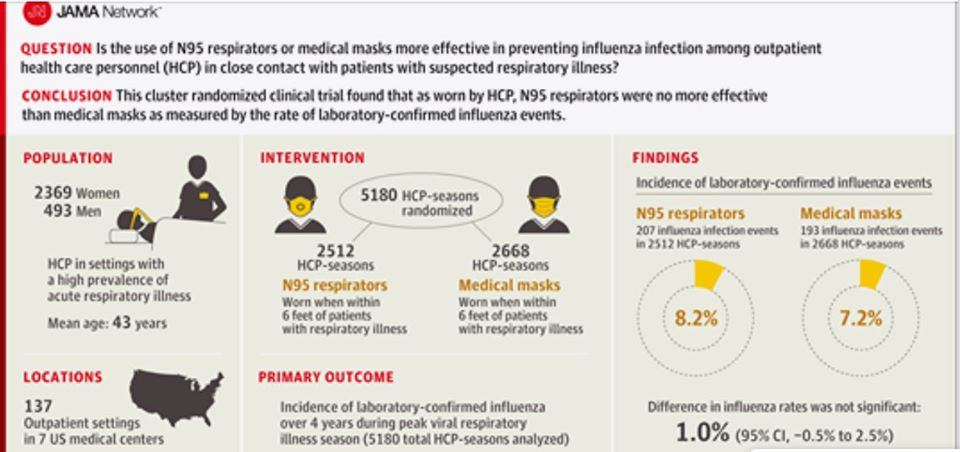 JAMA Network™
QUESTION Is the use of N95 respirators or medical masks more effective in preventing influenza infection among outpatient
health care personnel (HCP) in close contact with patients with suspected respiratory illness?
CONCLUSION This cluster randomized clinical trial found that as worn by HCP, N95 respirators were no more effective
than medical masks as measured by the rate of laboratory-confirmed influenza events.
POPULATION
2369 Women
493 Men
HCP in settings with
a high prevalence of
acute respiratory illness
Mean age: 43 years
LOCATIONS
137
Outpatient settings
in 7 US medical centers
INTERVENTION
5180 HCP-seasons
randomized
2512
HCP-seasons
N95 respirators
Worn when within
6 feet of patients
with respiratory illness
2668
HCP-seasons
Medical masks
Worn when within
6 feet of patients
with respiratory illness
PRIMARY OUTCOME
Incidence of laboratory-confirmed influenza
over 4 years during peak viral respiratory
illness season (5180 total HCP-seasons analyzed)
FINDINGS
Incidence of laboratory-confirmed influenza events
N95 respirators
207 influenza infection events
in 2512 HCP-seasons
8.2%
Medical masks
193 influenza infection events
in 2668 HCP-seasons
7.2%
Difference in influenza rates was not significant:
1.0% (95% CI, −0.5% to 2.5%)